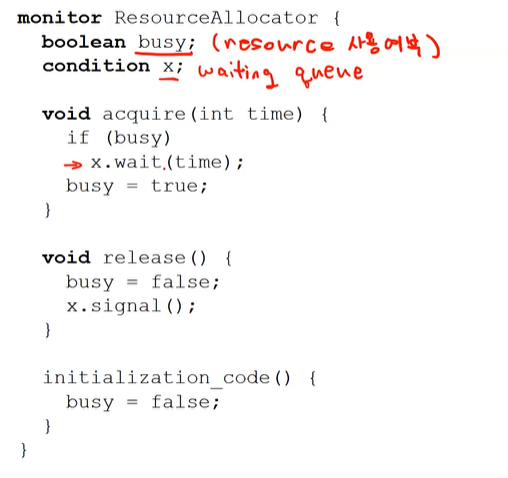 monitor ResourceAllocator {
boolean busy; (resource 사용여부)
condition x; waiting queue
void acquire(int time) {
if (busy)
→ x.wait.(time);
busy = true;
}
void release() {
busy = false;
x.signal();
}
initialization_code() {
busy = false;
}
}